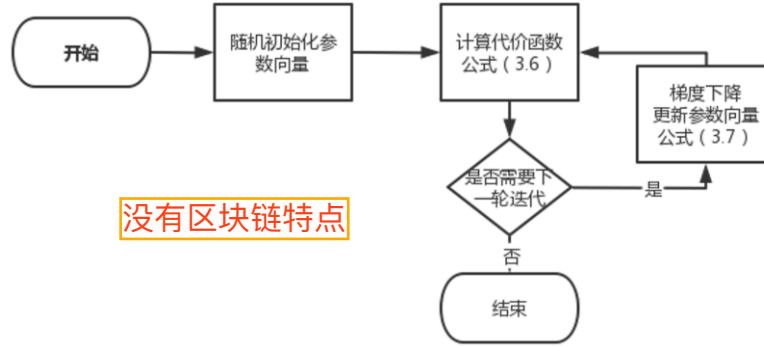 开始
随机初始化参
数向量
计算代价函数
公式（3.6）
梯度下降
更新参数向量
公式（3.7）
是否需要下
一轮迭代
是
没有区块链特点
否
结束